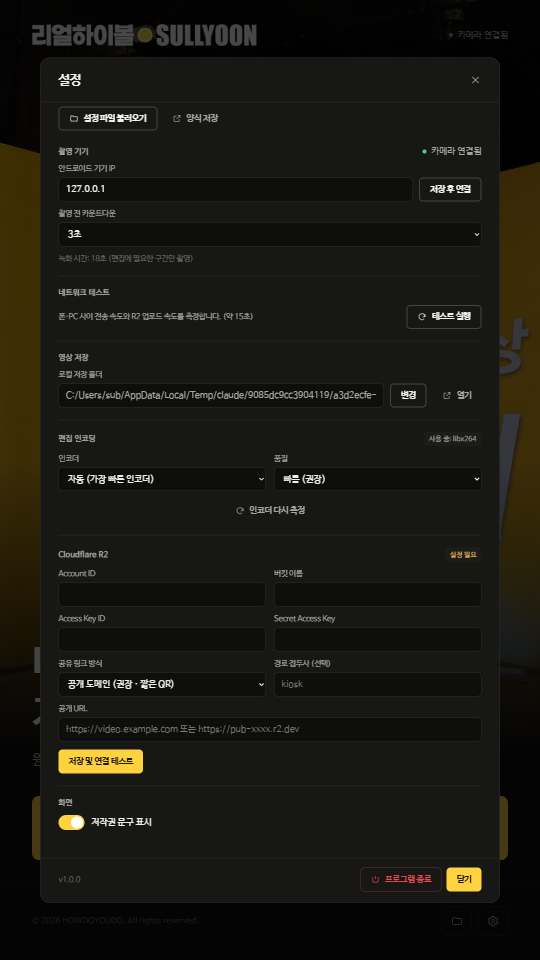 리얼하이볼 SULLYOON
카메라 연결됨
설정
설정 파일 불러오기
양식 저장
촬영 기기
카메라 연결됨
안드로이드 기기 IP
127.0.0.1
저장 후 연결
촬영 전 카운트다운
3초
녹화 시간: 18초 (편집에 필요한 구간만 촬영)
네트워크 테스트
폰·PC 사이 전송 속도와 R2 업로드 속도를 측정합니다. (약 15초)
테스트 실행
영상 저장
로컬 저장 폴더
C:/Users/sub/AppData/Local/Temp/claude/9085dc9cc3904119/a3d2ecfe-
변경
열기
편집 인코딩
사용 중: libx264
인코더
품질
자동 (가장 빠른 인코더)
빠름 (권장)
인코더 다시 측정
Cloudflare R2
설정 필요
Account ID
버킷 이름
Access Key ID
Secret Access Key
공유 링크 방식
경로 접두사 (선택)
공개 도메인 (권장 · 짧은 QR)
kiosk
공개 URL
https://video.example.com 또는 https://pub-xxxx.r2.dev
저장 및 연결 테스트
화면
저작권 문구 표시
v1.0.0
프로그램 종료
닫기
© 2026 HOWOOYOUDO. All rights reserved.